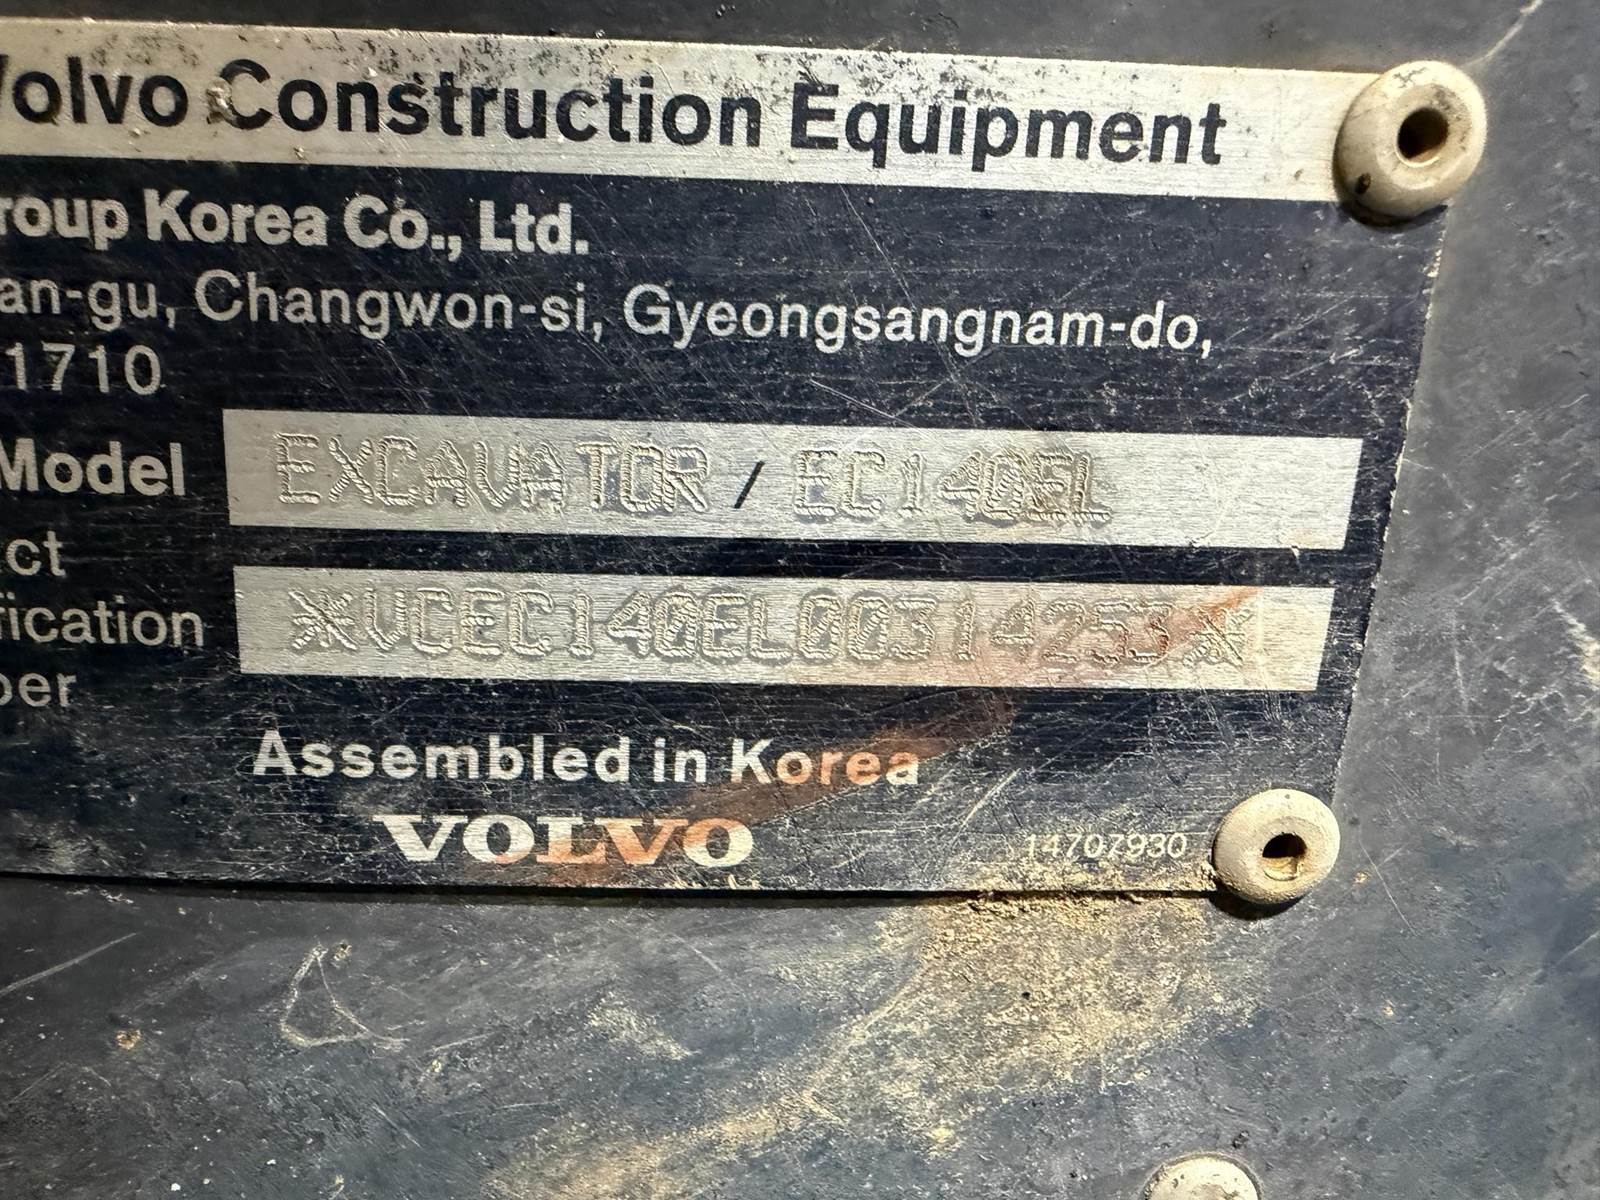 Volvo Construction Equipment
roup Korea Co., Ltd.
an-gu, Changwon-si, Gyeongsangnam-do,
1710
Model EXCAVATOR / EC140EL
ct
fication *VCEC140EL00314253*
ber
Assembled in Korea
VOLVO 14707930